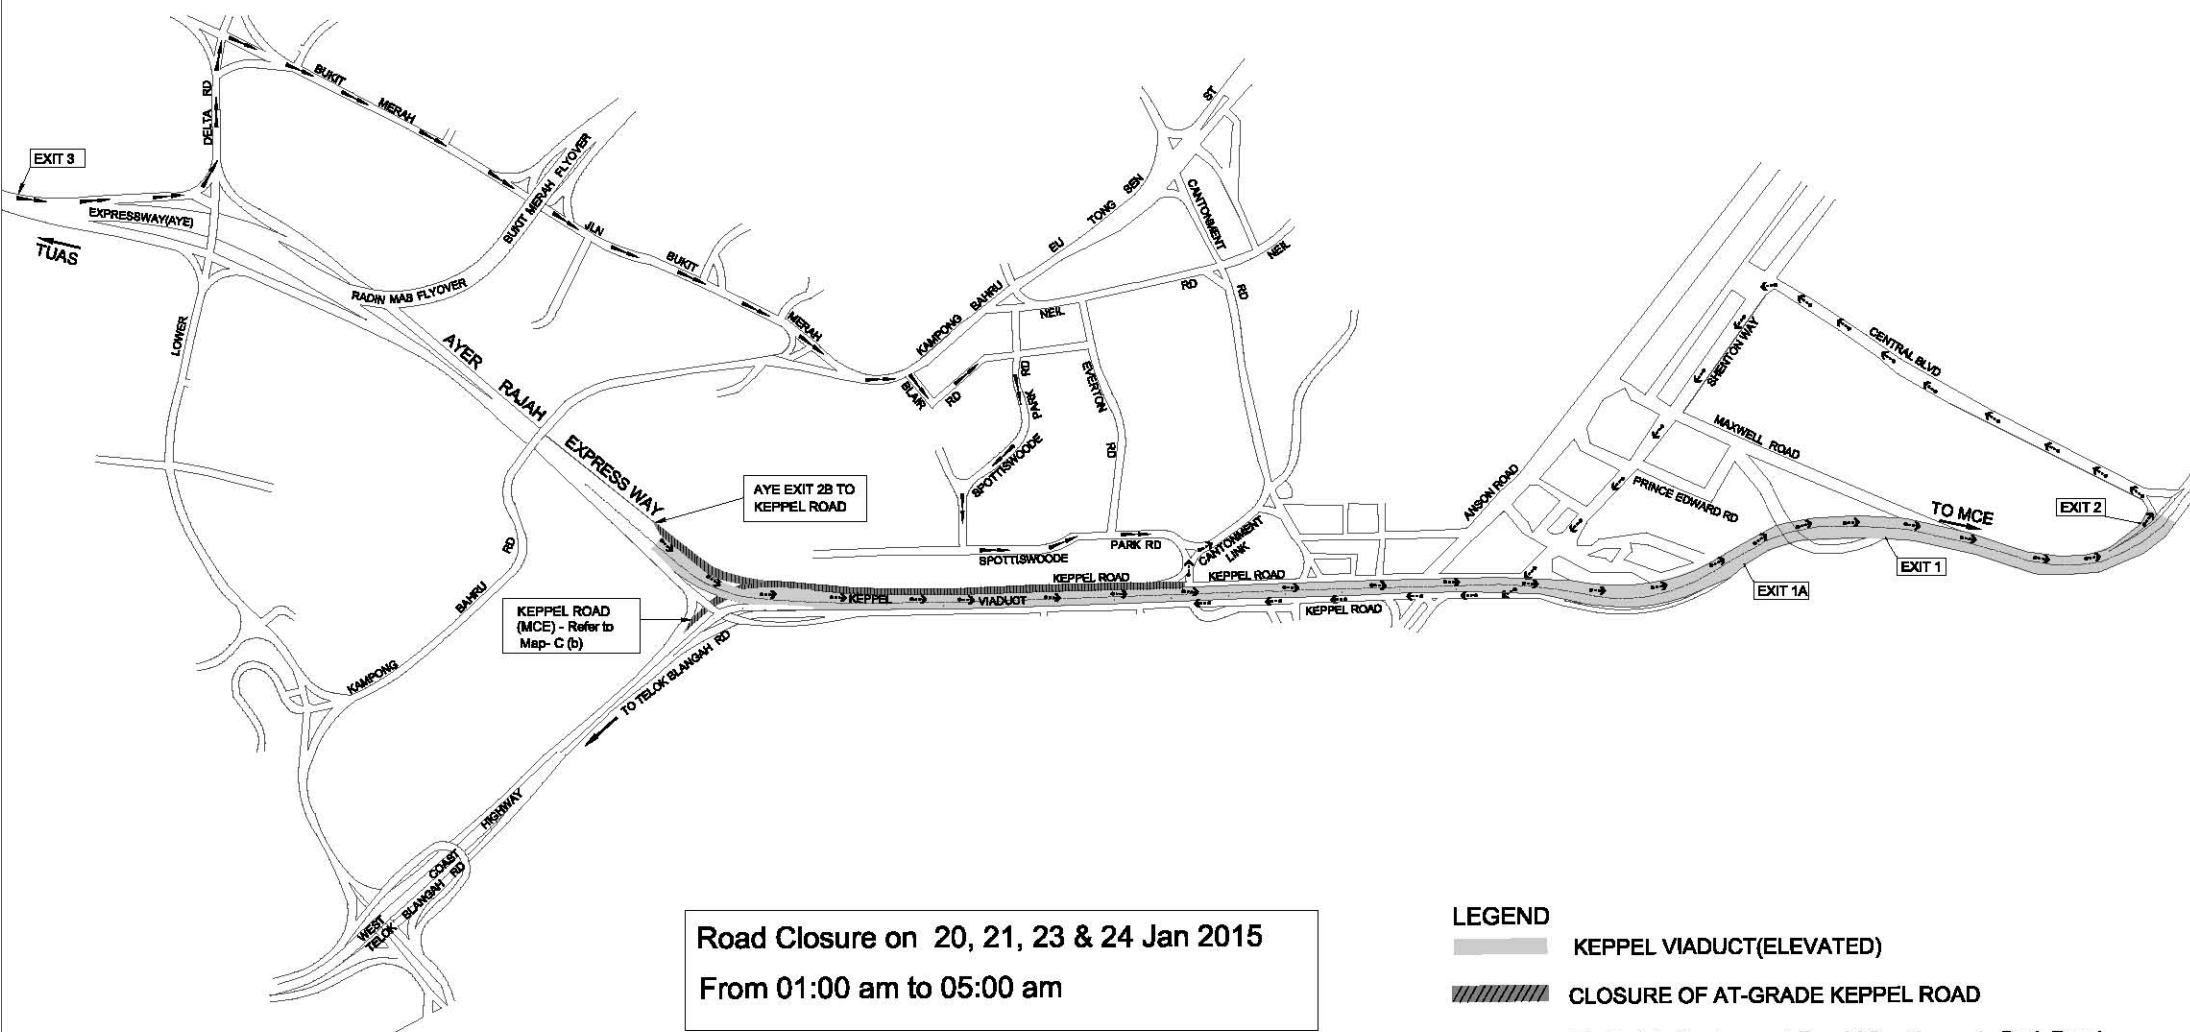 EXIT 3
DELTA RD
BUKIT
MERAH
EXPRESSWAY(AYE)
TUAS
BUKIT MERAH FLYOVER
RADIN MAS FLYOVER
JLN
BUKIT
MERAH
LOWER
AYER
RAJAH
EXPRESS WAY
KAMPONG
BAHRU
EU
TONG
SEN
ST
CANTONMENT
RD
NEIL
RD
NEIL
BLAIR
RD
PARK
RD
SPOTTISWOODE
EVERTON
RD
AYE EXIT 2B TO
KEPPEL ROAD
SPOTTISWOODE
PARK RD
CANTONMENT
LINK
KEPPEL ROAD
KEPPEL ROAD
KEPPEL
VIADUCT
KEPPEL ROAD
KEPPEL ROAD
(MCE) - Refer to
Map- C (b)
TO TELOK BLANGAH RD
KAMPONG
BAHRU
RD
HIGHWAY
COAST
WEST
TELOK
BLANGAH
RD
ANSON ROAD
SHENTON WAY
CENTRAL BLVD
MAXWELL ROAD
PRINCE EDWARD RD
TO MCE
EXIT 2
EXIT 1
EXIT 1A
Road Closure on 20, 21, 23 & 24 Jan 2015
From 01:00 am to 05:00 am
LEGEND
KEPPEL VIADUCT(ELEVATED)
CLOSURE OF AT-GRADE KEPPEL ROAD